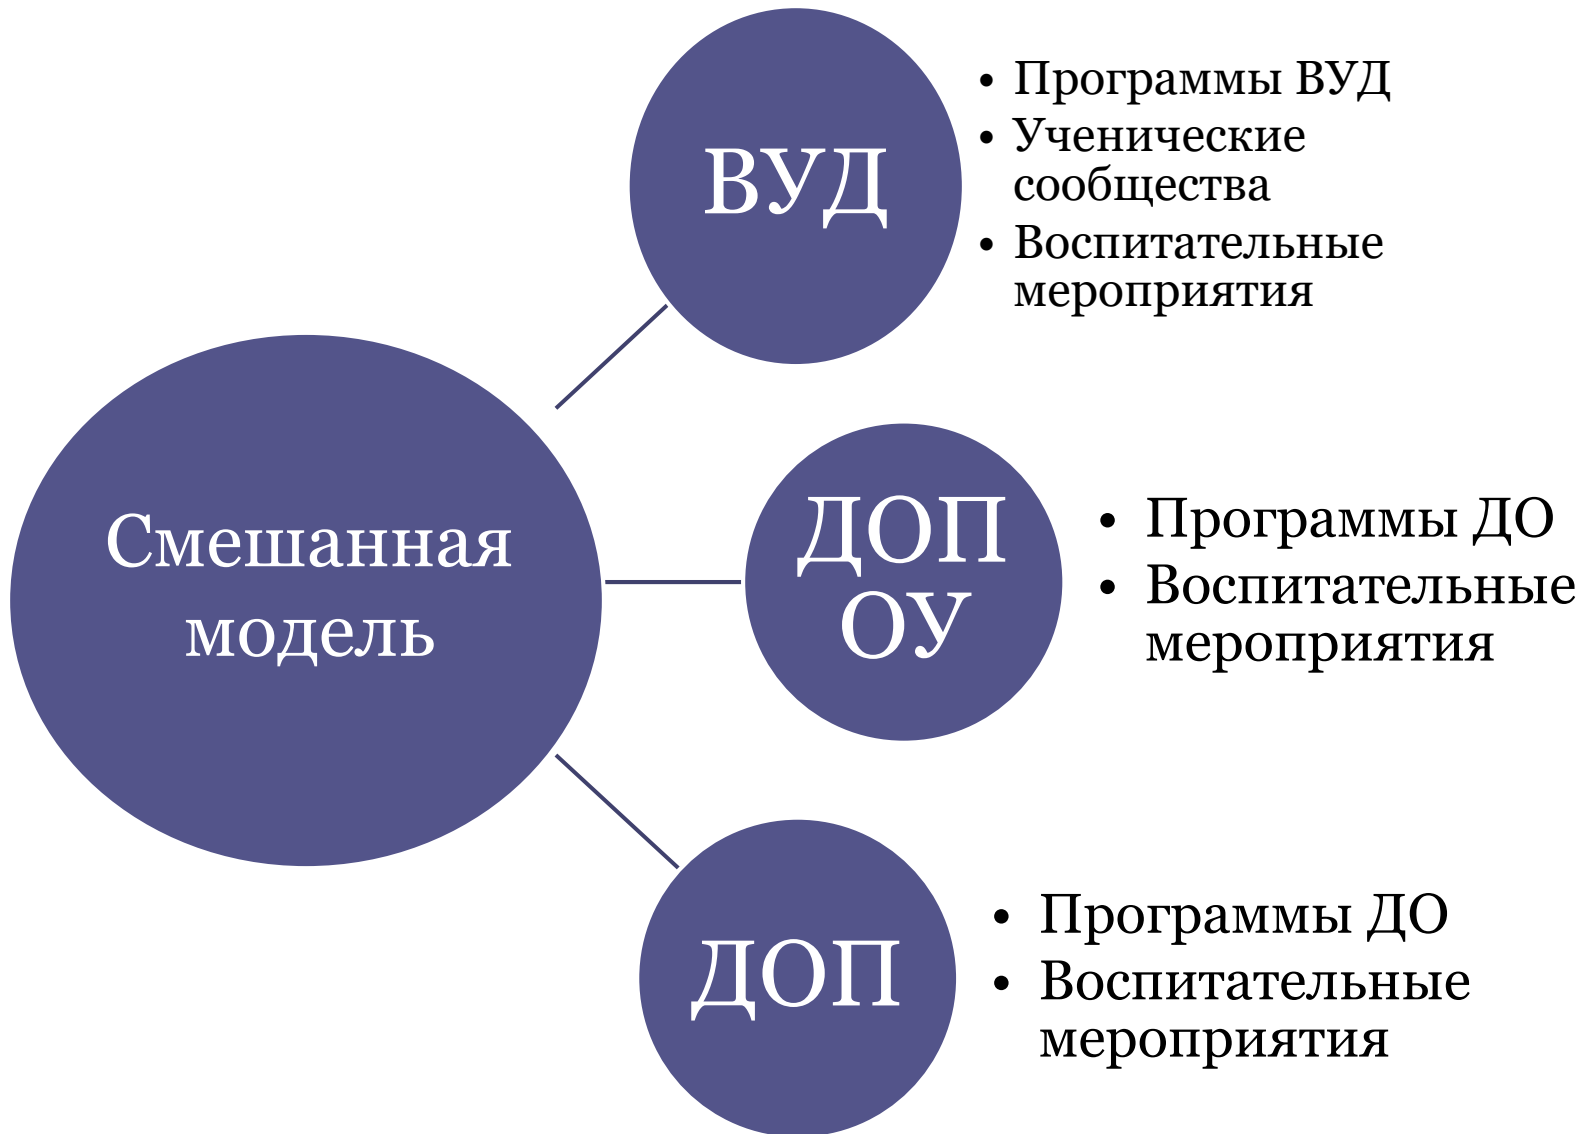 ВУД
• Программы ВУД
• Ученические
сообщества
• Воспитательные
мероприятия
Смешанная
модель
ДОП
ОУ
• Программы ДО
• Воспитательные
мероприятия
ДОП
• Программы ДО
• Воспитательные
мероприятия